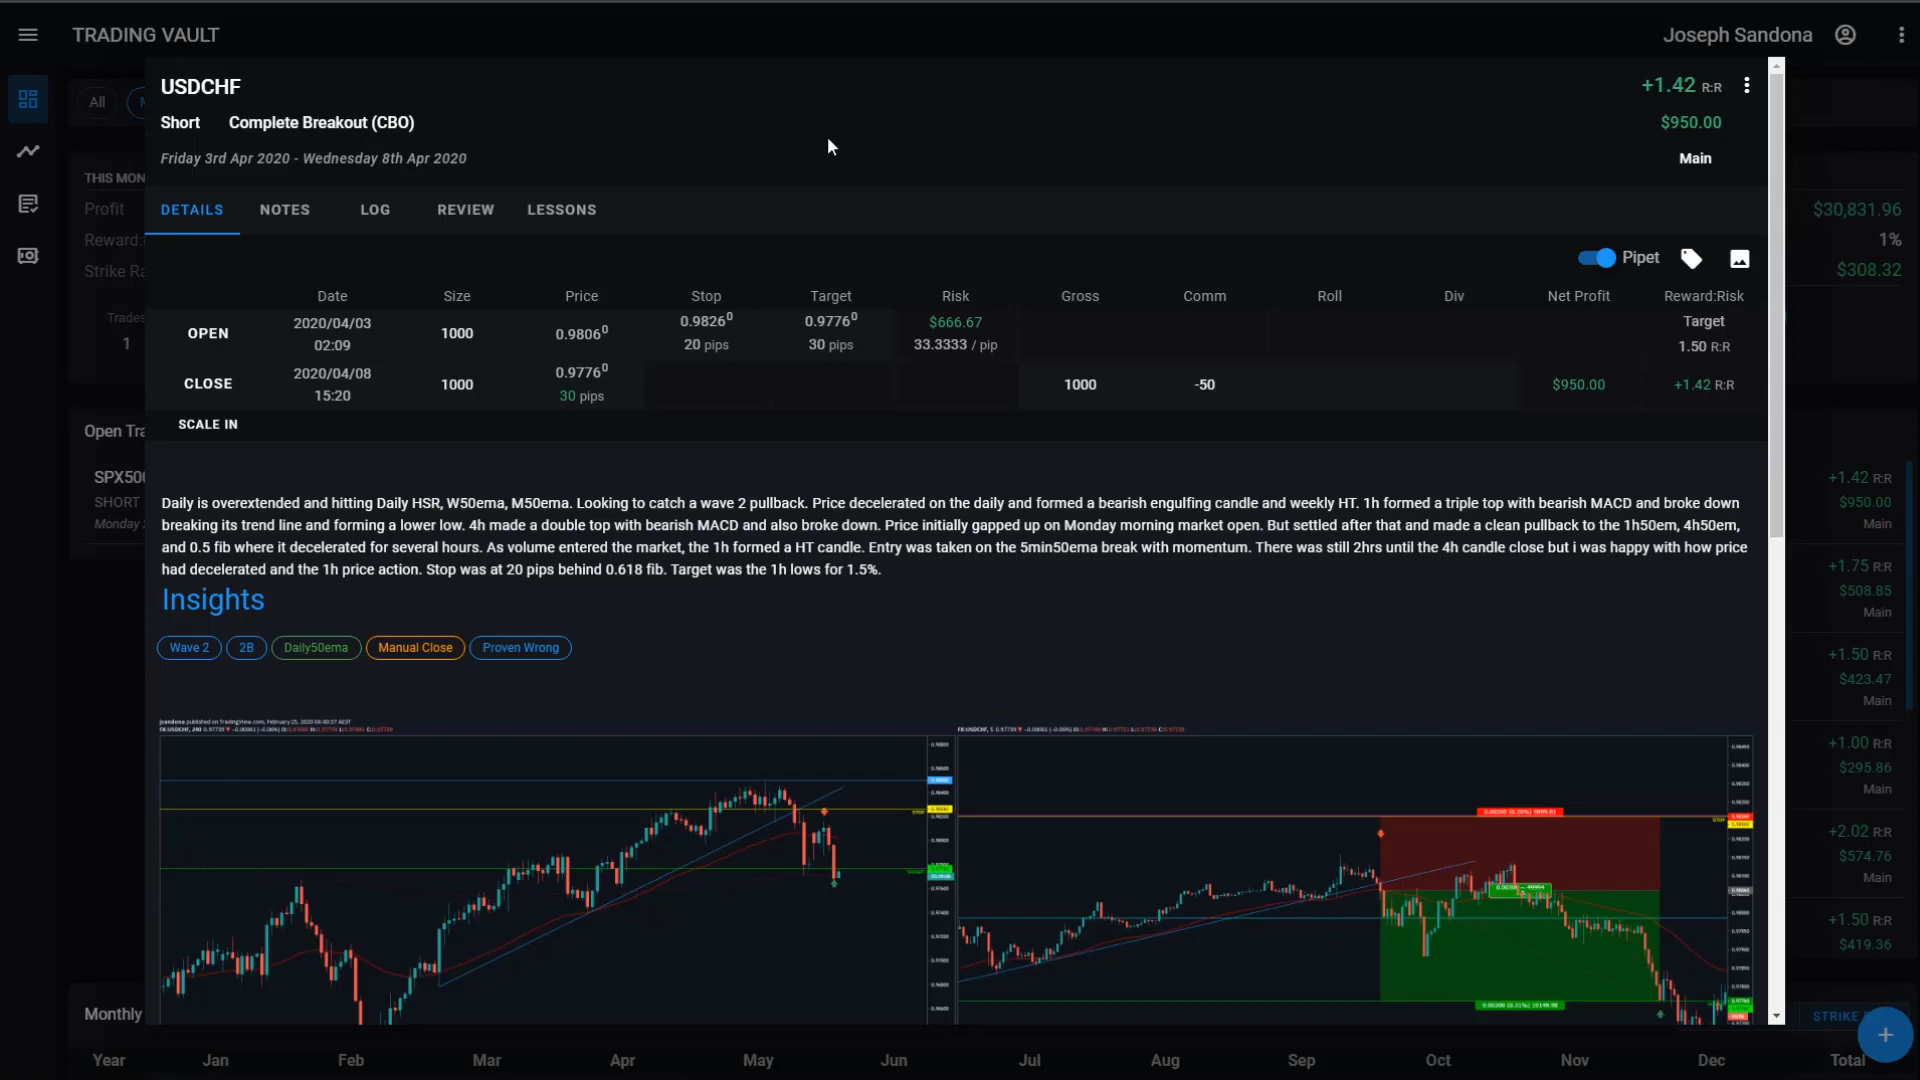 TRADING VAULT
Joseph Sandona
All
USDCHF
+1.42 R:R
Short Complete Breakout (CBO)
$950.00
Friday 3rd Apr 2020 - Wednesday 8th Apr 2020
Main
THIS MON
Profit
Reward:
Strike Ra
Trades
1
DETAILS NOTES LOG REVIEW LESSONS
$30,831.96
1%
$308.32
Pipet
Date Size Price Stop Target Risk Gross Comm Roll Div Net Profit Reward:Risk
OPEN 2020/04/03 02:09 1000 0.9806⁰ 0.9826⁰ 20 pips 0.9776⁰ 30 pips $666.67 33.3333 / pip Target 1.50 R:R
CLOSE 2020/04/08 15:20 1000 0.9776⁰ 30 pips 1000 -50 $950.00 +1.42 R:R
SCALE IN
Open Tra
SPX500
SHORT
Monday
Daily is overextended and hitting Daily HSR, W50ema, M50ema. Looking to catch a wave 2 pullback. Price decelerated on the daily and formed a bearish engulfing candle and weekly HT. 1h formed a triple top with bearish MACD and broke down
breaking its trend line and forming a lower low. 4h made a double top with bearish MACD and also broke down. Price initially gapped up on Monday morning market open. But settled after that and made a clean pullback to the 1h50em, 4h50em,
and 0.5 fib where it decelerated for several hours. As volume entered the market, the 1h formed a HT candle. Entry was taken on the 5min50ema break with momentum. There was still 2hrs until the 4h candle close but i was happy with how price
had decelerated and the 1h price action. Stop was at 20 pips behind 0.618 fib. Target was the 1h lows for 1.5%.
Insights
Wave 2 2B Daily50ema Manual Close Proven Wrong
+1.42 R:R
$950.00
Main
+1.75 R:R
$508.85
Main
+1.50 R:R
$423.47
Main
+1.00 R:R
$295.86
Main
+2.02 R:R
$574.76
Main
+1.50 R:R
$419.36
Monthly
STRIKE
Year Jan Feb Mar Apr May Jun Jul Aug Sep Oct Nov Dec Total